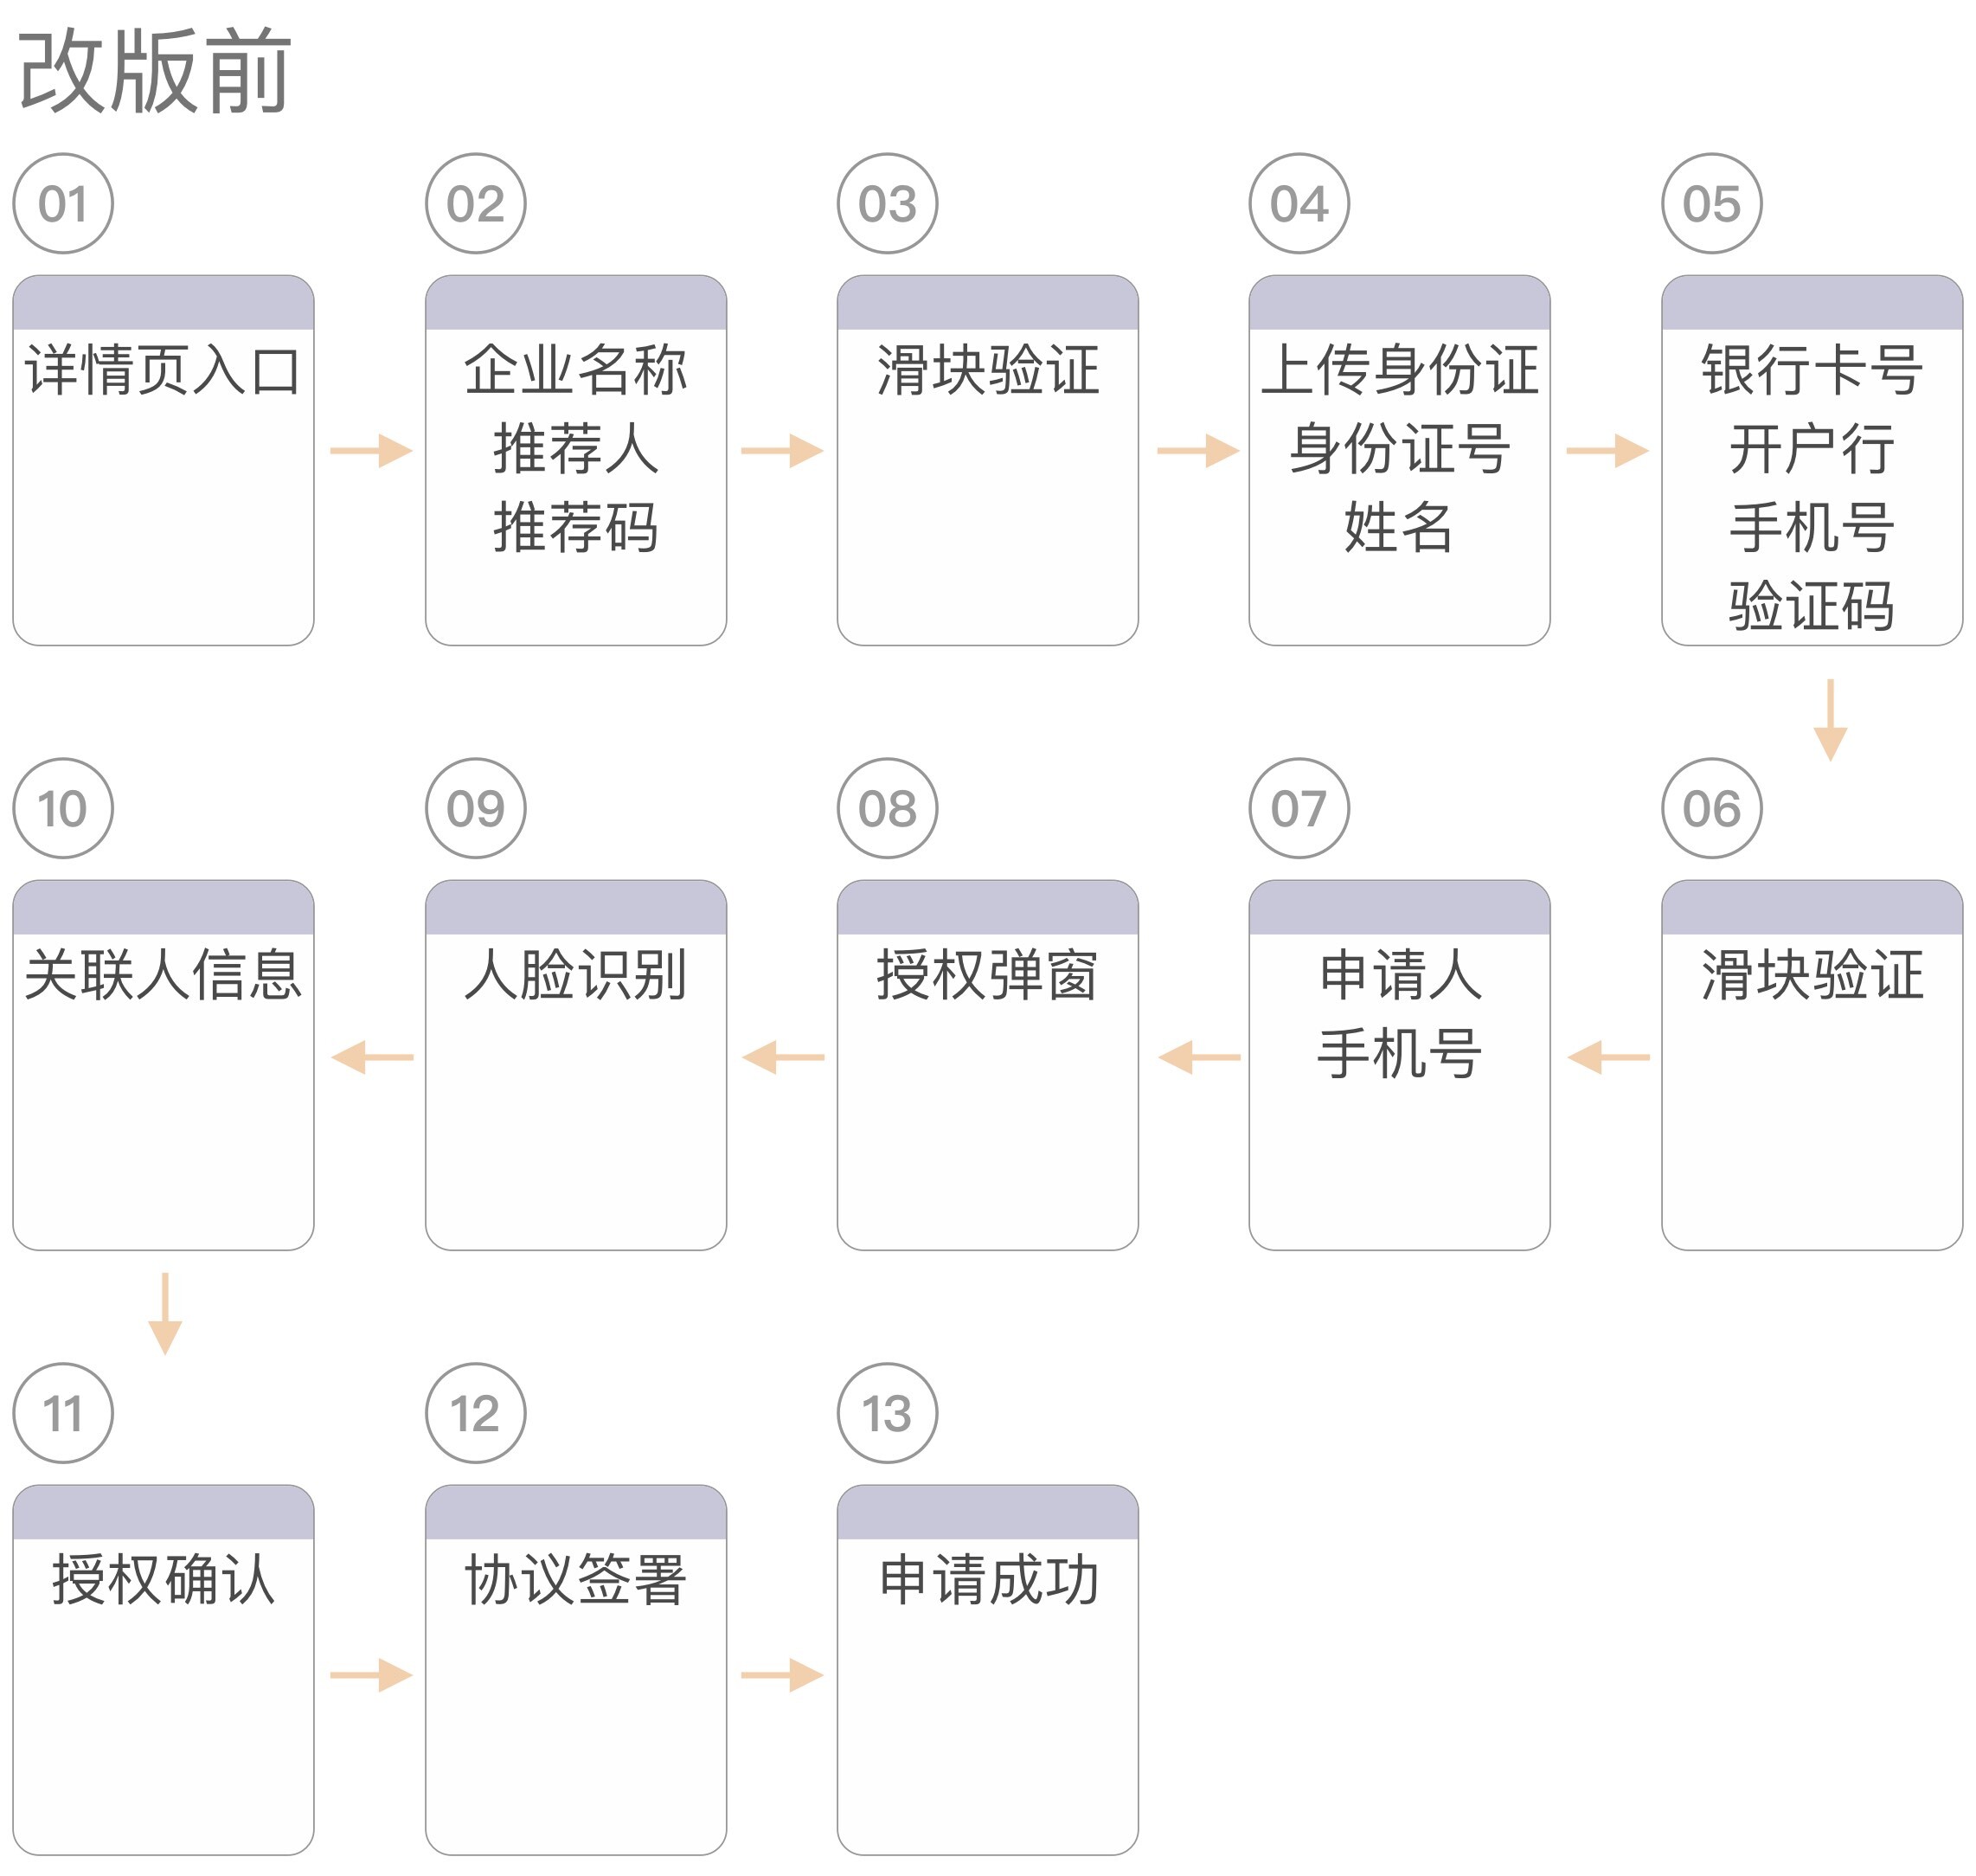 改版前
01
02
03
04
05
详情页入口
企业名称
推荐人
推荐码
滑块验证
上传身份证
身份证号
姓名
银行卡号
开户行
手机号
验证码
10
09
08
07
06
关联人信息
人脸识别
授权弹窗
申请人
手机号
滑块验证
11
12
13
授权确认
协议签署
申请成功